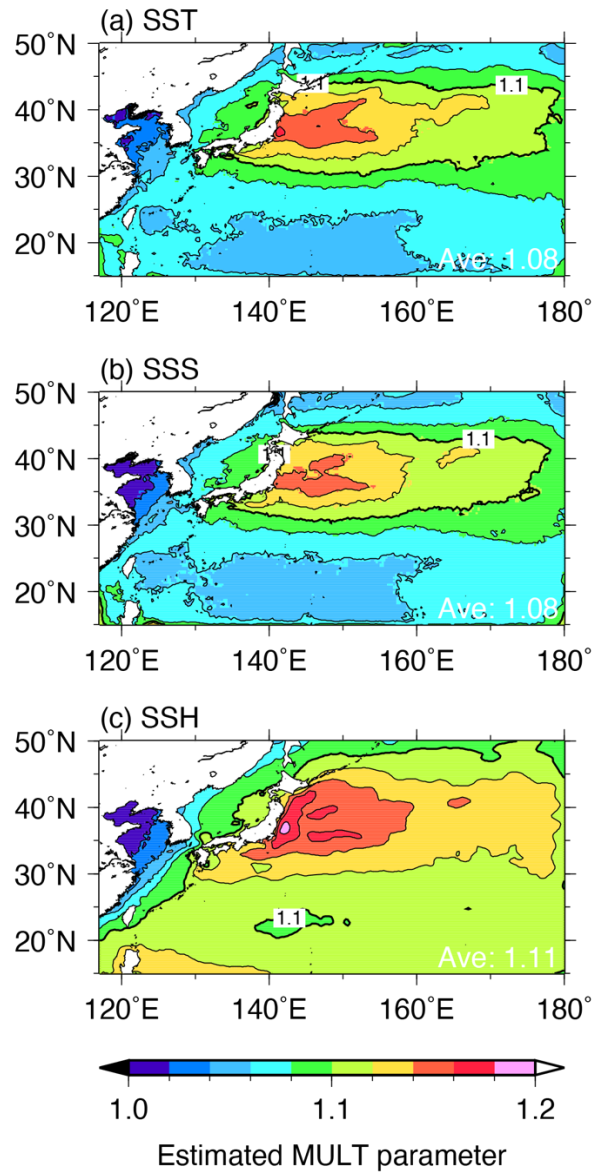 (a) SST
50°N
40°N
30°N
20°N
1.1
1.1
Ave: 1.08
120°E 140°E 160°E 180°
(b) SSS
50°N
40°N
30°N
20°N
1.1
1.1
Ave: 1.08
120°E 140°E 160°E 180°
(c) SSH
50°N
40°N
30°N
20°N
1.1
Ave: 1.11
120°E 140°E 160°E 180°
1.0 1.1 1.2
Estimated MULT parameter